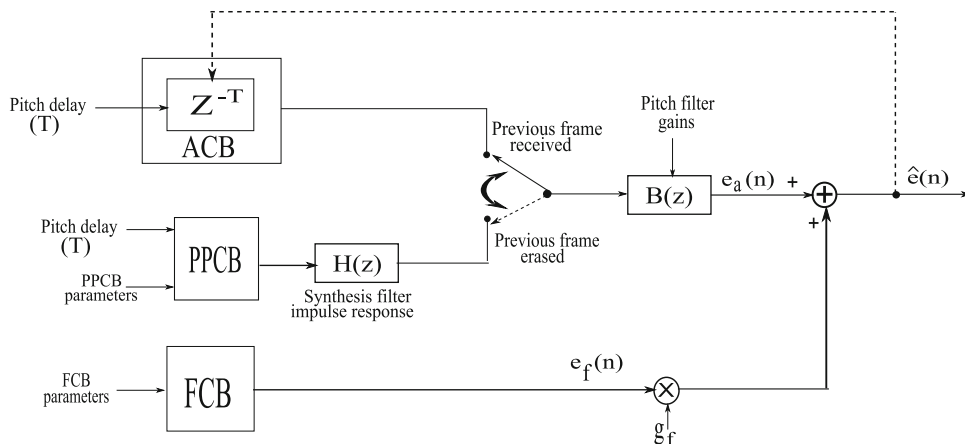 Pitch delay
(T)
Z^-T
ACB
Previous frame
received
Pitch filter
gains
B(z)
e_a(n)
+
+
ê(n)
+
Pitch delay
(T)
PPCB
parameters
PPCB
H(z)
Synthesis filter
impulse response
Previous frame
erased
FCB
parameters
FCB
e_f(n)
×
g_f